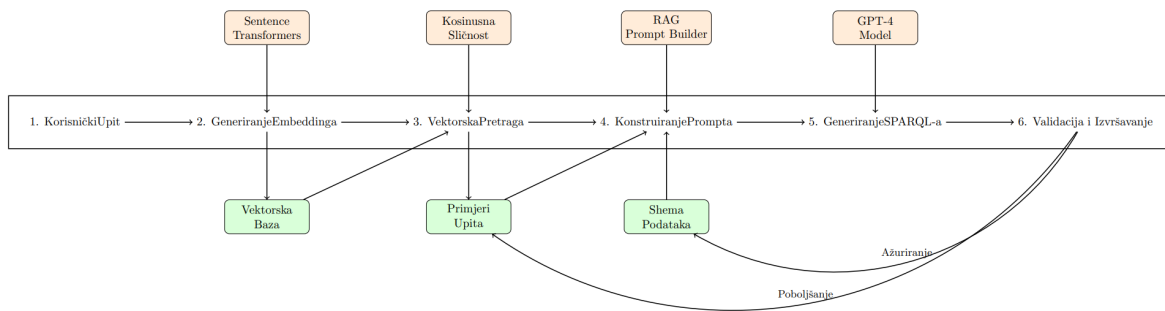 Sentence
Transformers
Kosinusna
Sličnost
RAG
Prompt Builder
GPT-4
Model
1. KorisničkiUpit
2. GeneriranjeEmbeddinga
3. VektorskaPretraga
4. KonstruiranjePrompta
5. GeneriranjeSPARQL-a
6. Validacija i Izvršavanje
Vektorska
Baza
Primjeri
Upita
Shema
Podataka
Ažuriranje
Poboljšanje